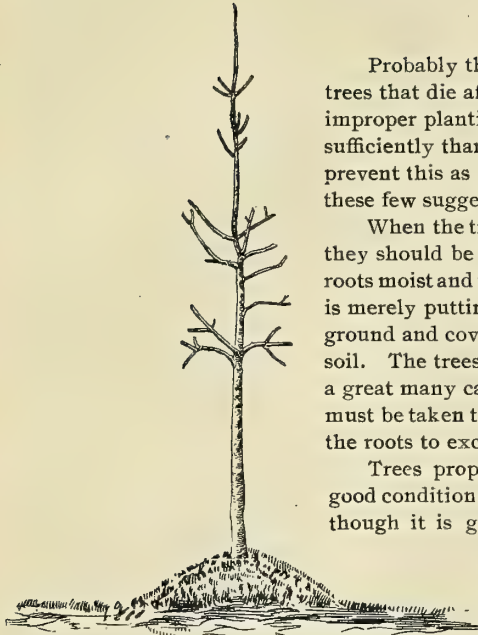 Probably th
trees that die af
improper planti
sufficiently than
prevent this as
these few sugge
When the tr
they should be
roots moist and
is merely puttin
ground and cov
soil. The trees
a great many ca
must be taken t
the roots to exc
Trees prop
good condition
though it is g